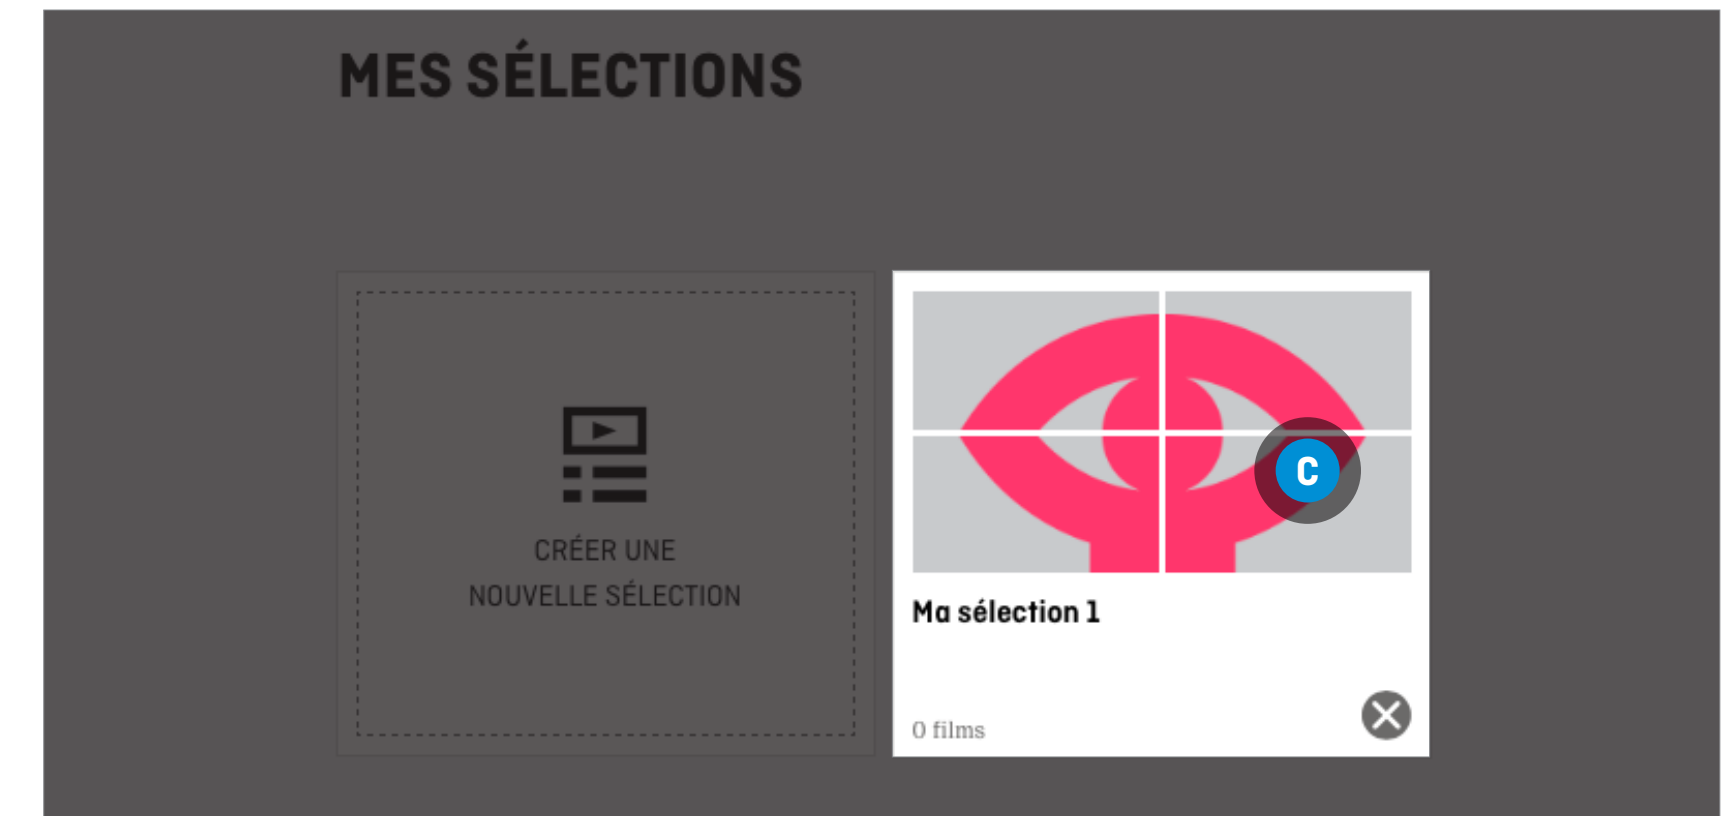 MES SÉLECTIONS
CRÉER UNE
NOUVELLE SÉLECTION
C
Ma sélection 1
0 films